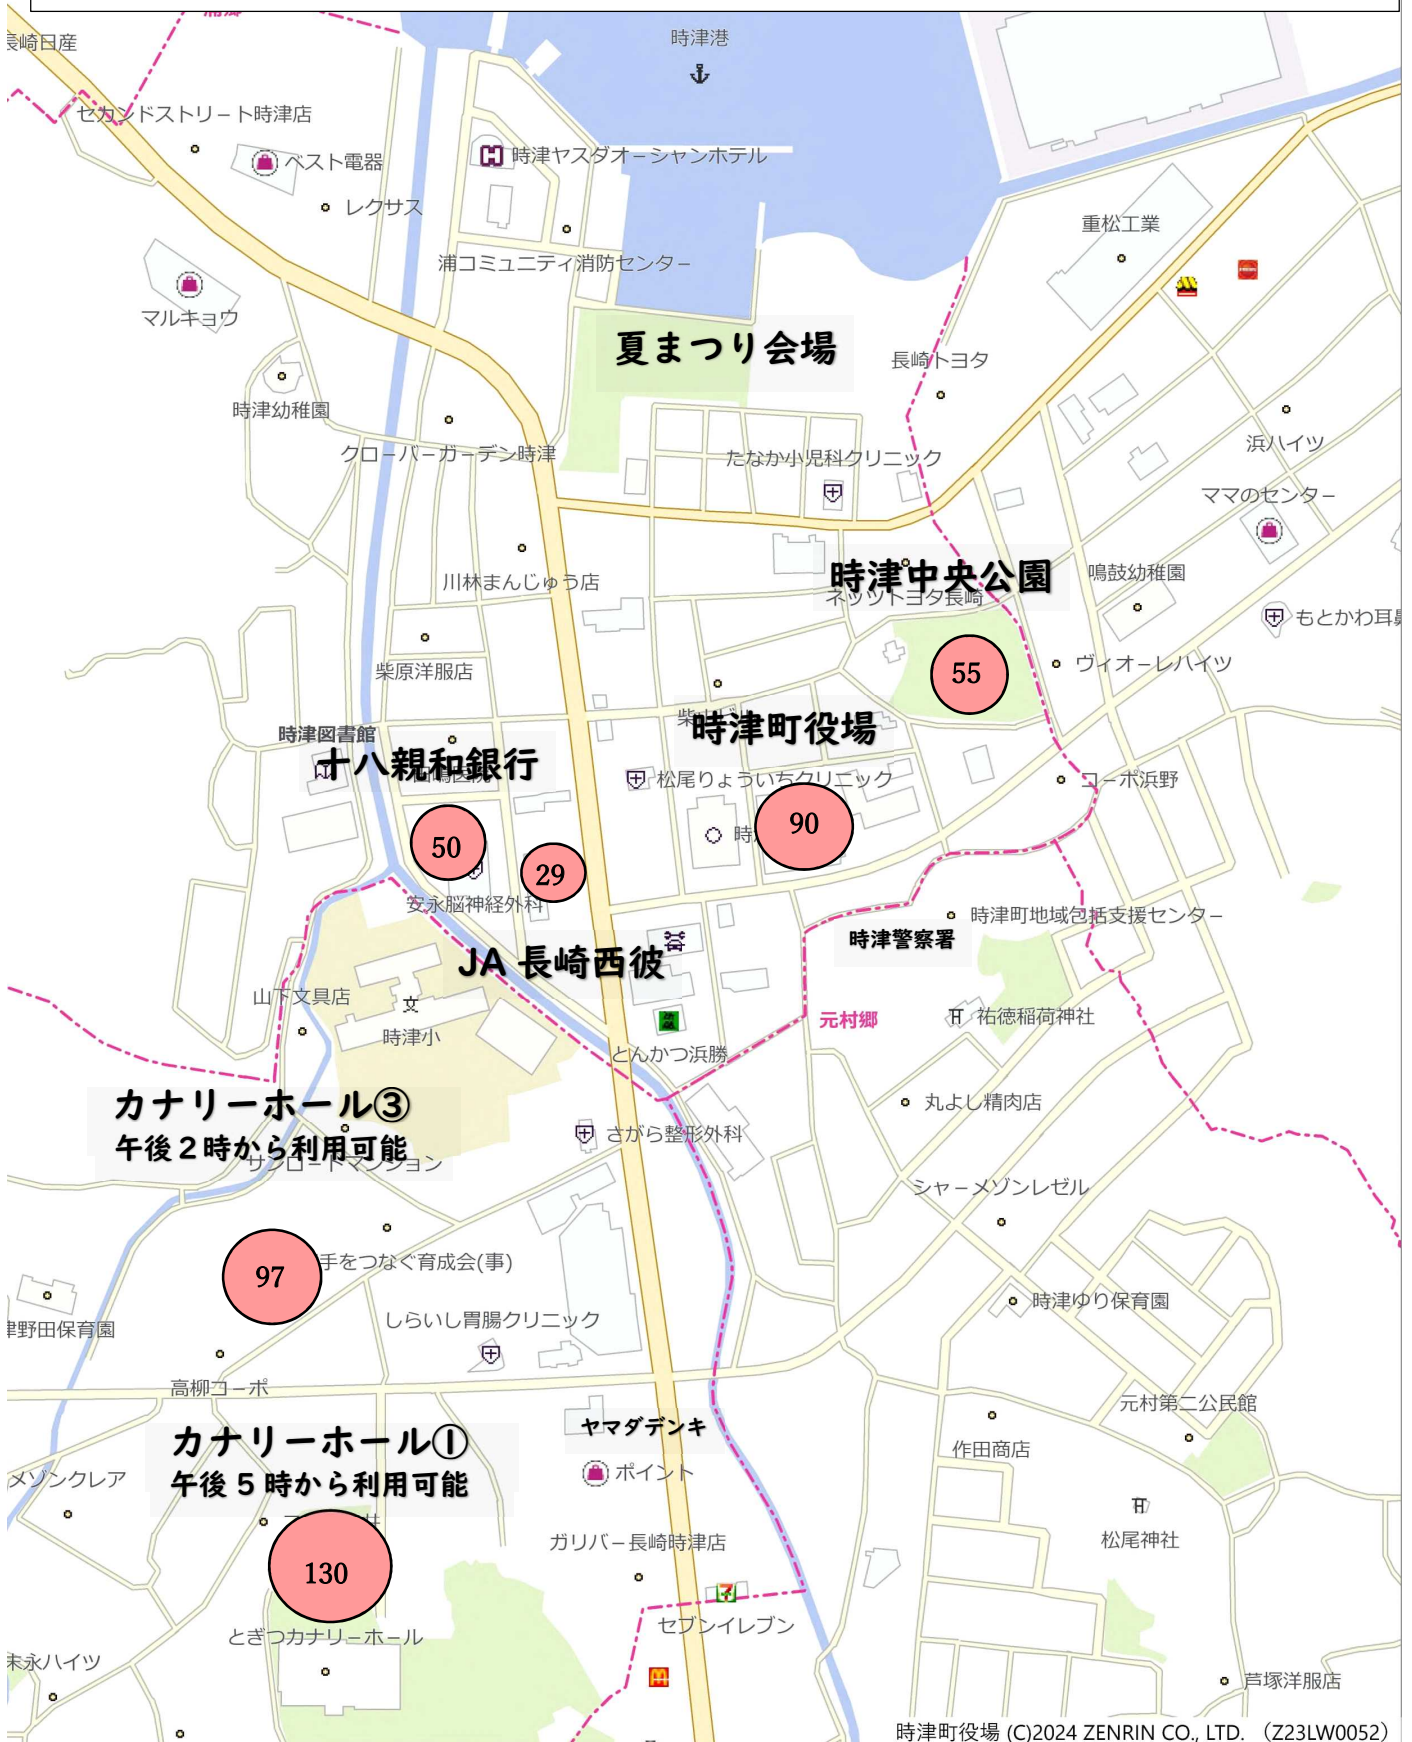 時津港
長崎日産
セカンドストリート時津店
ベスト電器
時津ヤスダオーシャンホテル
レクサス
重松工業
浦コミュニティ消防センター
マルキョウ
夏まつり会場
長崎トヨタ
時津幼稚園
クローバーガーデン時津
たなか小児科クリニック
浜ハイツ
ママのセンター
川林まんじゅう店
時津中央公園
ネッツトヨタ長崎
鳴鼓幼稚園
もとかわ耳鼻
柴原洋服店
55
ヴィオーレハイツ
時津図書館
時津町役場
十八親和銀行
松尾りょういちクリニック
コーポ浜野
時
90
50
29
安永脳神経外科
時津町地域包括支援センター
時津警察署
JA 長崎西彼
山下文具店
時津小
元村郷
祐徳稲荷神社
とんかつ浜勝
カナリーホール③
午後2時から利用可能
丸よし精肉店
さがら整形外科
サンロードマンション
シャーメゾンレゼル
97
手をつなぐ育成会(事)
時津ゆり保育園
津野田保育園
しらいし胃腸クリニック
高柳コーポ
元村第二公民館
カナリーホール①
午後5時から利用可能
ヤマダデンキ
作田商店
メゾンクレア
ポイント
松尾神社
ガリバー長崎時津店
130
セブンイレブン
とぎつカナリーホール
末永ハイツ
芦塚洋服店
時津町役場 (C)2024 ZENRIN CO., LTD. (Z23LW0052)